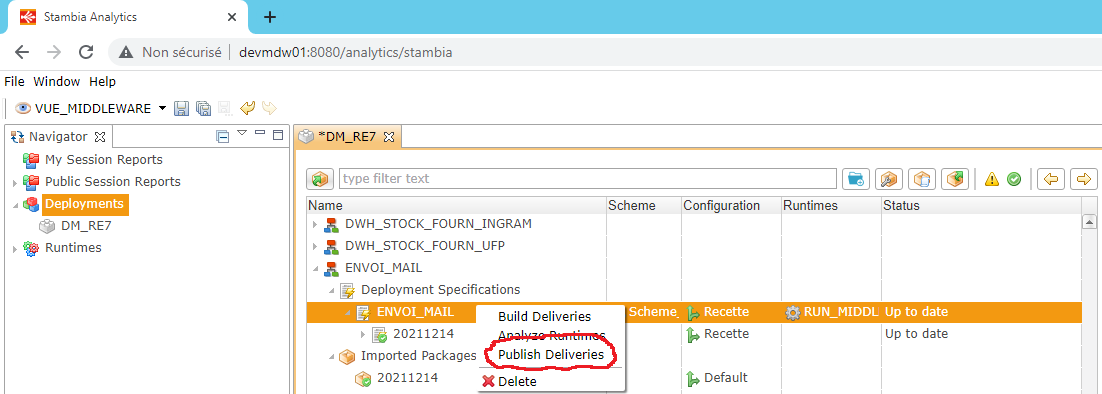 Stambia Analytics
Non sécurisé devmdw01:8080/analytics/stambia
File Window Help
VUE_MIDDLEWARE
Navigator
*DM_RE7
My Session Reports
Public Session Reports
Deployments
DM_RE7
Runtimes
type filter text
Name Scheme Configuration Runtimes Status
DWH_STOCK_FOURN_INGRAM
DWH_STOCK_FOURN_UFP
ENVOI_MAIL
Deployment Specifications
ENVOI_MAIL Scheme_ Recette RUN_MIDDL Up to date
20211214 Recette Up to date
Imported Packages
20211214 Default
Build Deliveries
Analyze Runtimes
Publish Deliveries
Delete